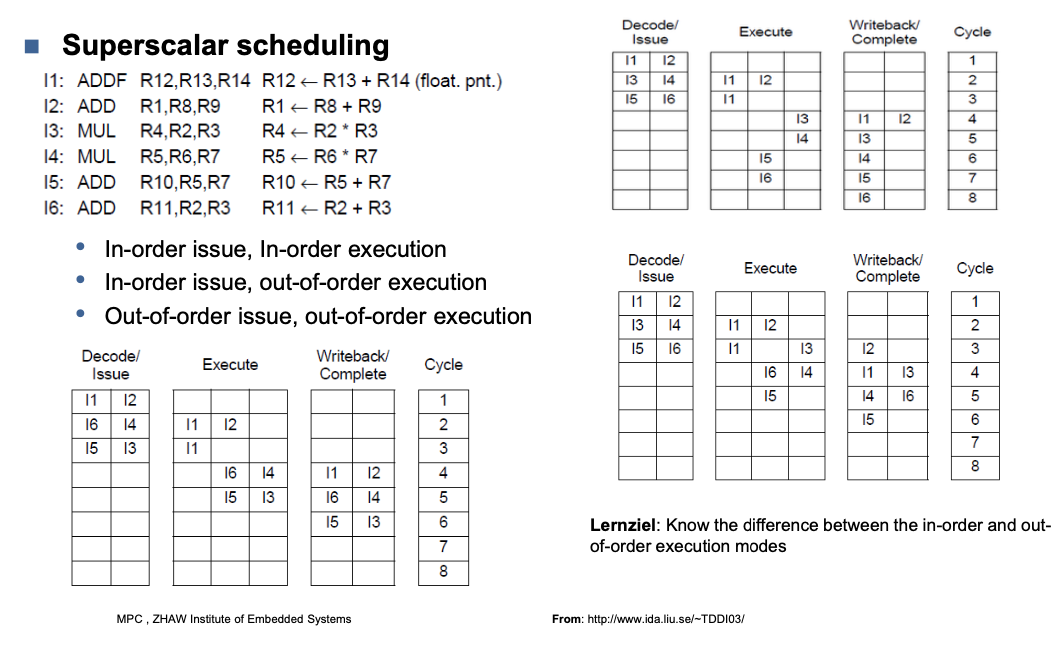 Superscalar scheduling
I1: ADDF R12,R13,R14 R12 ← R13 + R14 (float. pnt.)
I2: ADD R1,R8,R9 R1 ← R8 + R9
I3: MUL R4,R2,R3 R4 ← R2 * R3
I4: MUL R5,R6,R7 R5 ← R6 * R7
I5: ADD R10,R5,R7 R10 ← R5 + R7
I6: ADD R11,R2,R3 R11 ← R2 + R3
• In-order issue, In-order execution
• In-order issue, out-of-order execution
• Out-of-order issue, out-of-order execution
Decode/ Writeback/
Issue Execute Complete Cycle
I1 I2 1
I6 I4 I1 I2 2
I5 I3 I1 3
I6 I4 I1 I2 4
I5 I3 I6 I4 5
I5 I3 6
7
8
Decode/ Writeback/
Issue Execute Complete Cycle
I1 I2 1
I3 I4 I1 I2 2
I5 I6 I1 3
I3 I1 I2 4
I4 I3 5
I5 I4 6
I6 I5 7
I6 8
Decode/ Writeback/
Issue Execute Complete Cycle
I1 I2 1
I3 I4 I1 I2 2
I5 I6 I1 I3 I2 3
I6 I4 I1 I3 4
I5 I4 I6 5
I5 6
7
8
Lernziel: Know the difference between the in-order and out-
of-order execution modes
MPC , ZHAW Institute of Embedded Systems
From: http://www.ida.liu.se/~TDDI03/